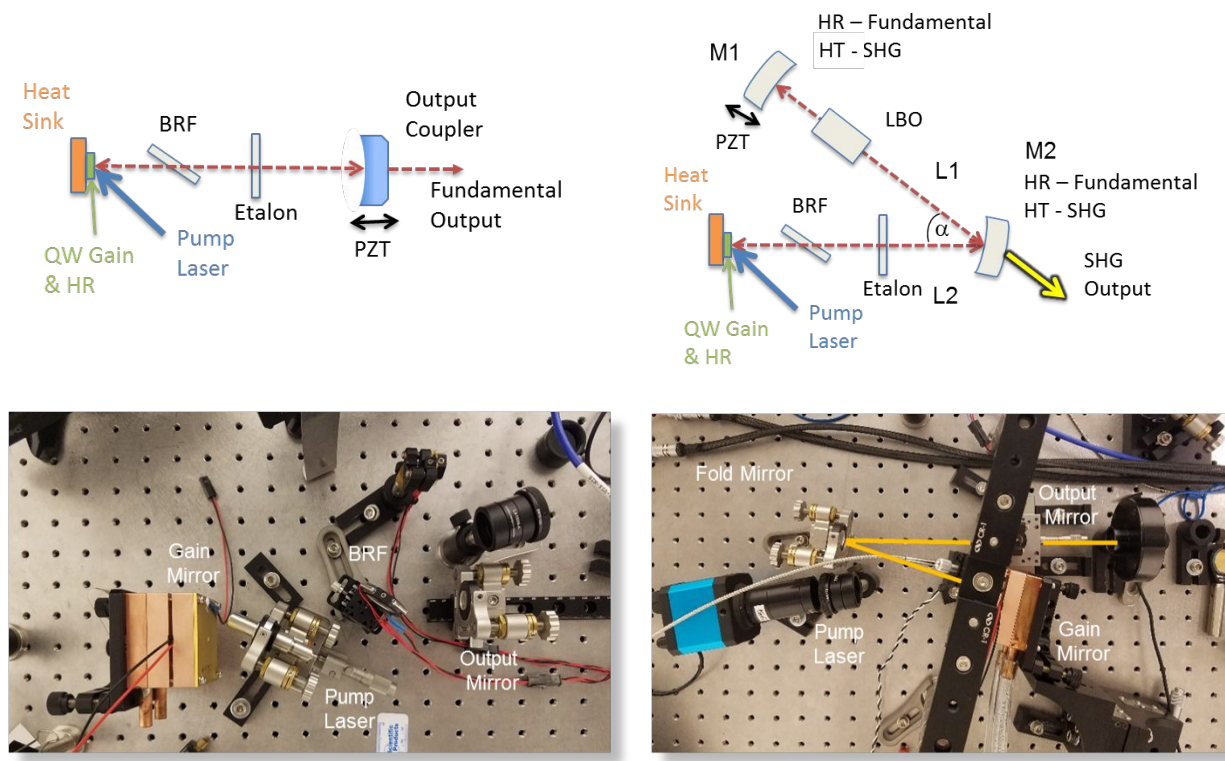 Heat
Sink
BRF
Output
Coupler
Etalon
Fundamental
Output
PZT
QW Gain
& HR
Pump
Laser
HR – Fundamental
HT - SHG
M1
PZT
LBO
L1
M2
HR – Fundamental
HT - SHG
Heat
Sink
BRF
α
Etalon
L2
SHG
Output
QW Gain
& HR
Pump
Laser
Gain
Mirror
BRF
Output
Mirror
Pump
Laser
Scientific
Products
Fold Mirror
Output
Mirror
Pump
Laser
Gain
Mirror